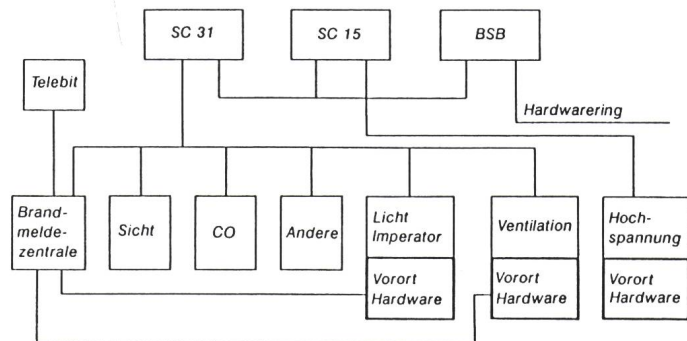 SC 31
SC 15
BSB
Telebit
Hardwarering
Brand-
melde-
zentrale
Sicht
CO
Andere
Licht
Imperator
Vorort
Hardware
Ventilation
Vorort
Hardware
Hoch-
spannung
Vorort
Hardware